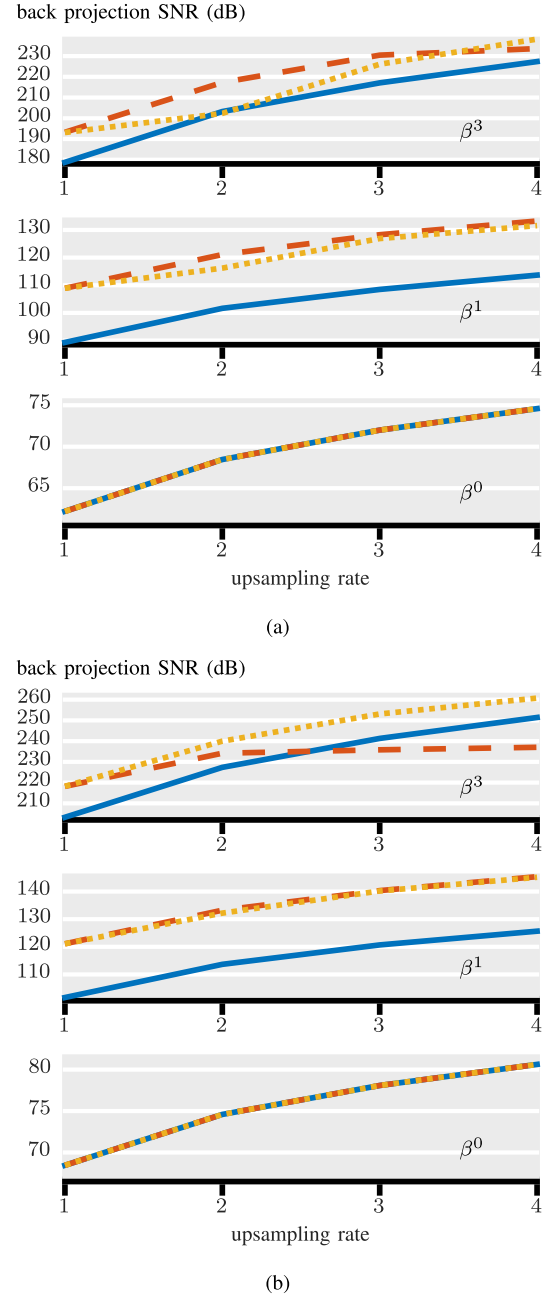 back projection SNR (dB)
230
220
210
200
190
180
β³
1 2 3 4
130
120
110
100
90
β¹
1 2 3 4
75
70
65
β⁰
1 2 3 4
upsampling rate
(a)
back projection SNR (dB)
260
250
240
230
220
210
β³
1 2 3 4
140
130
120
110
β¹
1 2 3 4
80
75
70
β⁰
1 2 3 4
upsampling rate
(b)